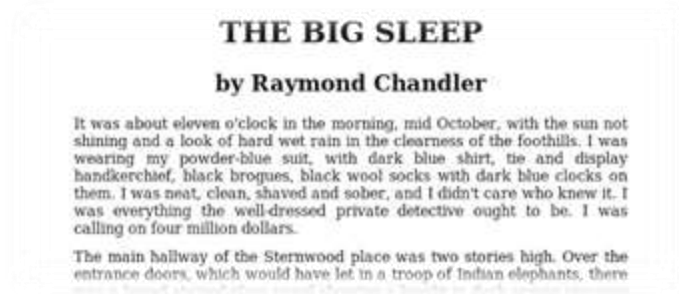 THE BIG SLEEP
by Raymond Chandler
It was about eleven o'clock in the morning, mid October, with the sun not
shining and a look of hard wet rain in the clearness of the foothills. I was
wearing my powder-blue suit, with dark blue shirt, tie and display
handkerchief, black brogues, black wool socks with dark blue clocks on
them. I was neat, clean, shaved and sober, and I didn't care who knew it. I
was everything the well-dressed private detective ought to be. I was
calling on four million dollars.
The main hallway of the Sternwood place was two stories high. Over the
entrance doors, which would have let in a troop of Indian elephants, there